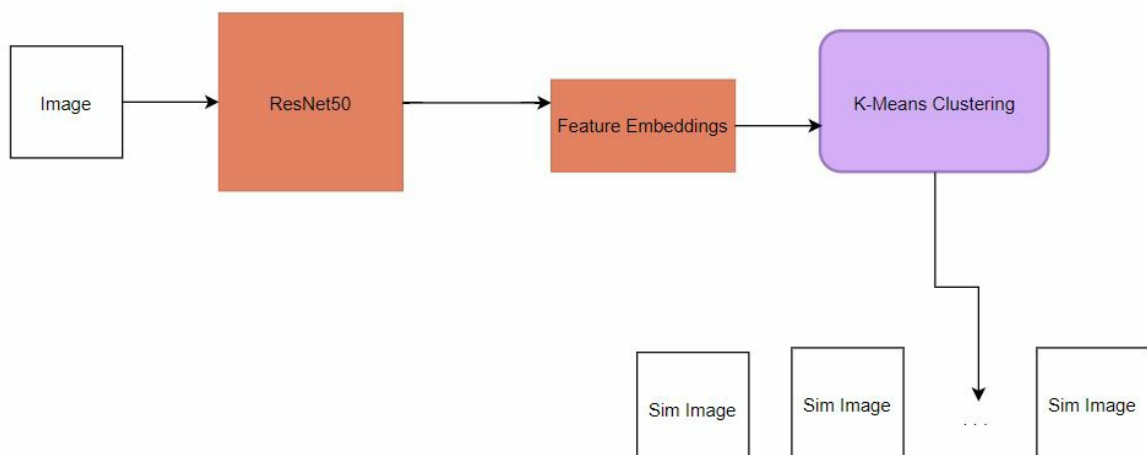 Image
ResNet50
Feature Embeddings
K-Means Clustering
Sim Image
Sim Image
. . .
Sim Image